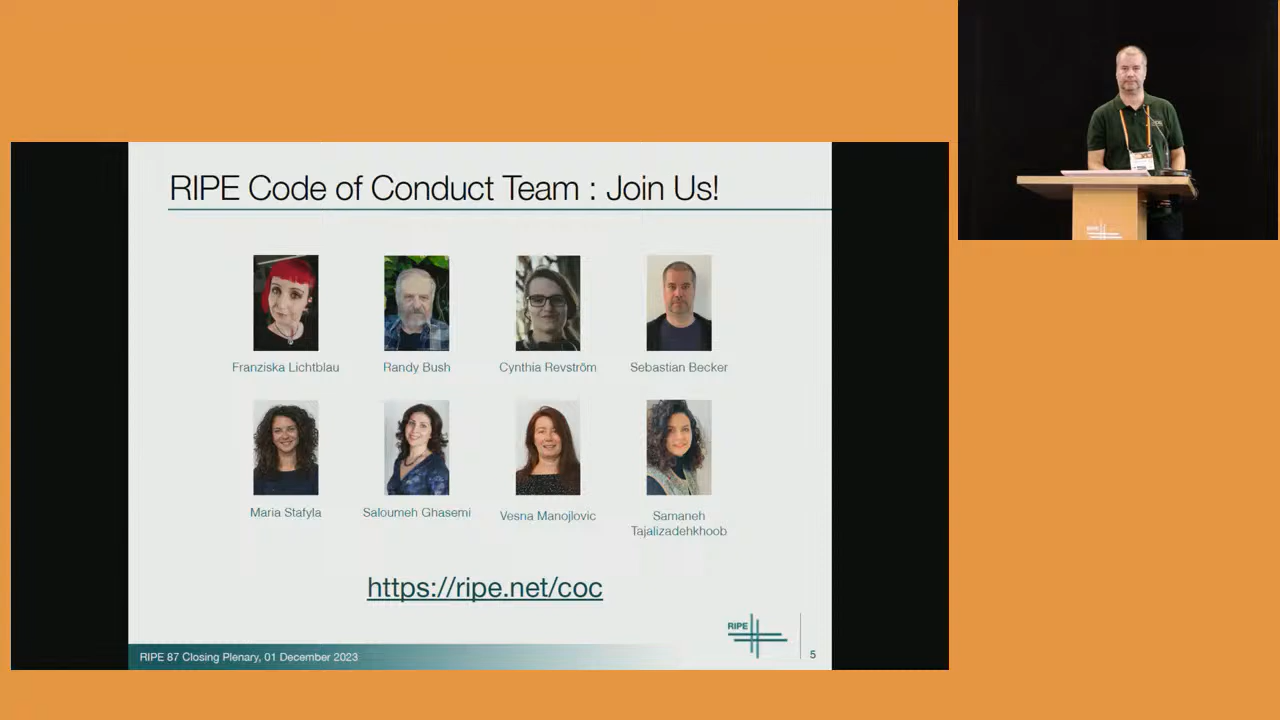 RIPE Code of Conduct Team : Join Us!
Franziska Lichtblau
Randy Bush
Cynthia Revström
Sebastian Becker
Maria Stafyla
Saloumeh Ghasemi
Vesna Manojlovic
Samaneh
Tajalizadehkhoob
https://ripe.net/coc
RIPE
RIPE 87 Closing Plenary, 01 December 2023
5
RIPE